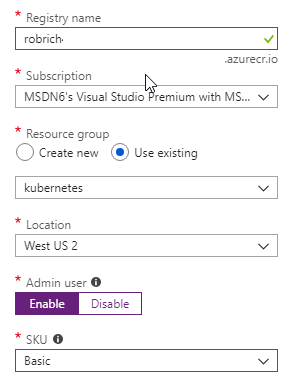 * Registry name
robrich
.azurecr.io
* Subscription
MSDN6's Visual Studio Premium with MS...
* Resource group
Create new Use existing
kubernetes
* Location
West US 2
* Admin user
Enable Disable
* SKU
Basic